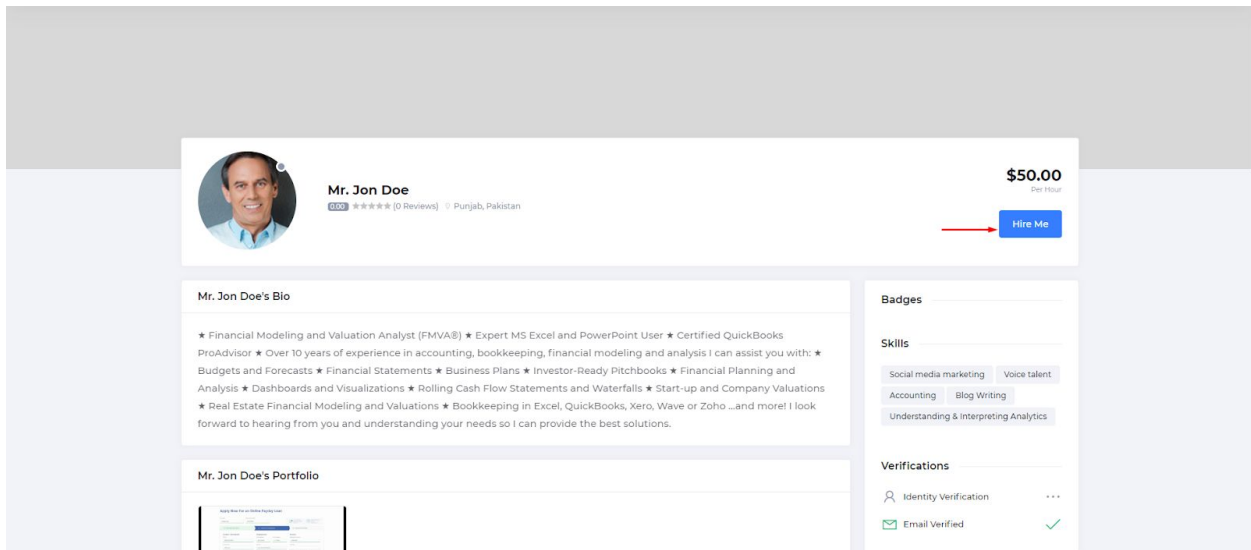 Mr. Jon Doe
0.00 ★★★★★ (0 Reviews) Punjab, Pakistan
$50.00
Per Hour
Hire Me
Mr. Jon Doe's Bio
★ Financial Modeling and Valuation Analyst (FMVA®) ★ Expert MS Excel and PowerPoint User ★ Certified QuickBooks
ProAdvisor ★ Over 10 years of experience in accounting, bookkeeping, financial modeling and analysis I can assist you with: ★
Budgets and Forecasts ★ Financial Statements ★ Business Plans ★ Investor-Ready Pitchbooks ★ Financial Planning and
Analysis ★ Dashboards and Visualizations ★ Rolling Cash Flow Statements and Waterfalls ★ Start-up and Company Valuations
★ Real Estate Financial Modeling and Valuations ★ Bookkeeping in Excel, QuickBooks, Xero, Wave or Zoho ...and more! I look
forward to hearing from you and understanding your needs so I can provide the best solutions.
Mr. Jon Doe's Portfolio
Badges
Skills
Social media marketing Voice talent
Accounting Blog Writing
Understanding & Interpreting Analytics
Verifications
Identity Verification
Email Verified